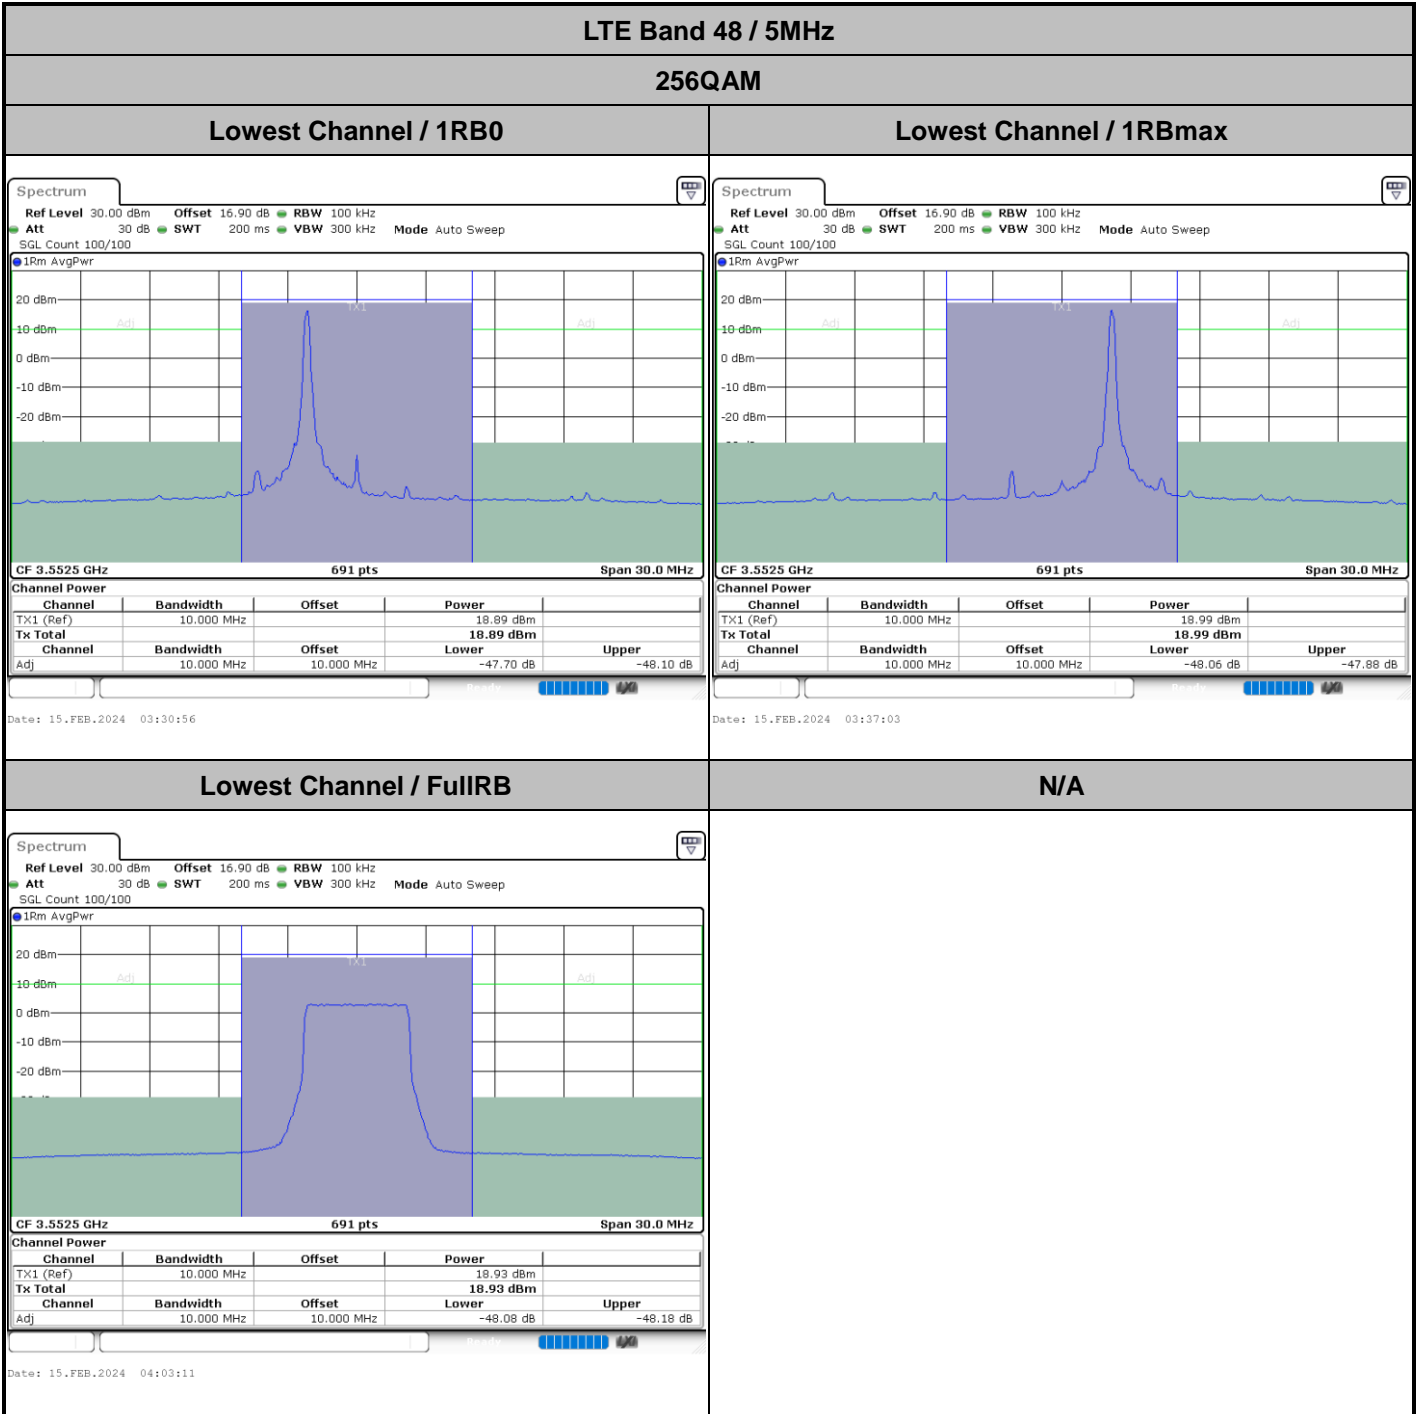 LTE Band 48 / 5MHz
256QAM
Lowest Channel / 1RB0
Lowest Channel / 1RBmax
Spectrum
Ref Level 30.00 dBm Offset 16.90 dB RBW 100 kHz
Att 30 dB SWT 200 ms VBW 300 kHz Mode Auto Sweep
SGL Count 100/100
1Rm AvgPwr
TX1
20 dBm
Adj
Adj
10 dBm
0 dBm
-10 dBm
-20 dBm
CF 3.5525 GHz 691 pts Span 30.0 MHz
Channel Power
Channel Bandwidth Offset Power
TX1 (Ref) 10.000 MHz 18.89 dBm
Tx Total 18.89 dBm
Channel Bandwidth Offset Lower Upper
Adj 10.000 MHz 10.000 MHz -47.70 dB -48.10 dB
Ready
Date: 15.FEB.2024 03:30:56
Spectrum
Ref Level 30.00 dBm Offset 16.90 dB RBW 100 kHz
Att 30 dB SWT 200 ms VBW 300 kHz Mode Auto Sweep
SGL Count 100/100
1Rm AvgPwr
TX1
20 dBm
Adj
Adj
10 dBm
0 dBm
-10 dBm
-20 dBm
CF 3.5525 GHz 691 pts Span 30.0 MHz
Channel Power
Channel Bandwidth Offset Power
TX1 (Ref) 10.000 MHz 18.99 dBm
Tx Total 18.99 dBm
Channel Bandwidth Offset Lower Upper
Adj 10.000 MHz 10.000 MHz -48.06 dB -47.88 dB
Ready
Date: 15.FEB.2024 03:37:03
Lowest Channel / FullRB
N/A
Spectrum
Ref Level 30.00 dBm Offset 16.90 dB RBW 100 kHz
Att 30 dB SWT 200 ms VBW 300 kHz Mode Auto Sweep
SGL Count 100/100
1Rm AvgPwr
TX1
20 dBm
Adj
Adj
10 dBm
0 dBm
-10 dBm
-20 dBm
CF 3.5525 GHz 691 pts Span 30.0 MHz
Channel Power
Channel Bandwidth Offset Power
TX1 (Ref) 10.000 MHz 18.93 dBm
Tx Total 18.93 dBm
Channel Bandwidth Offset Lower Upper
Adj 10.000 MHz 10.000 MHz -48.08 dB -48.18 dB
Ready
Date: 15.FEB.2024 04:03:11